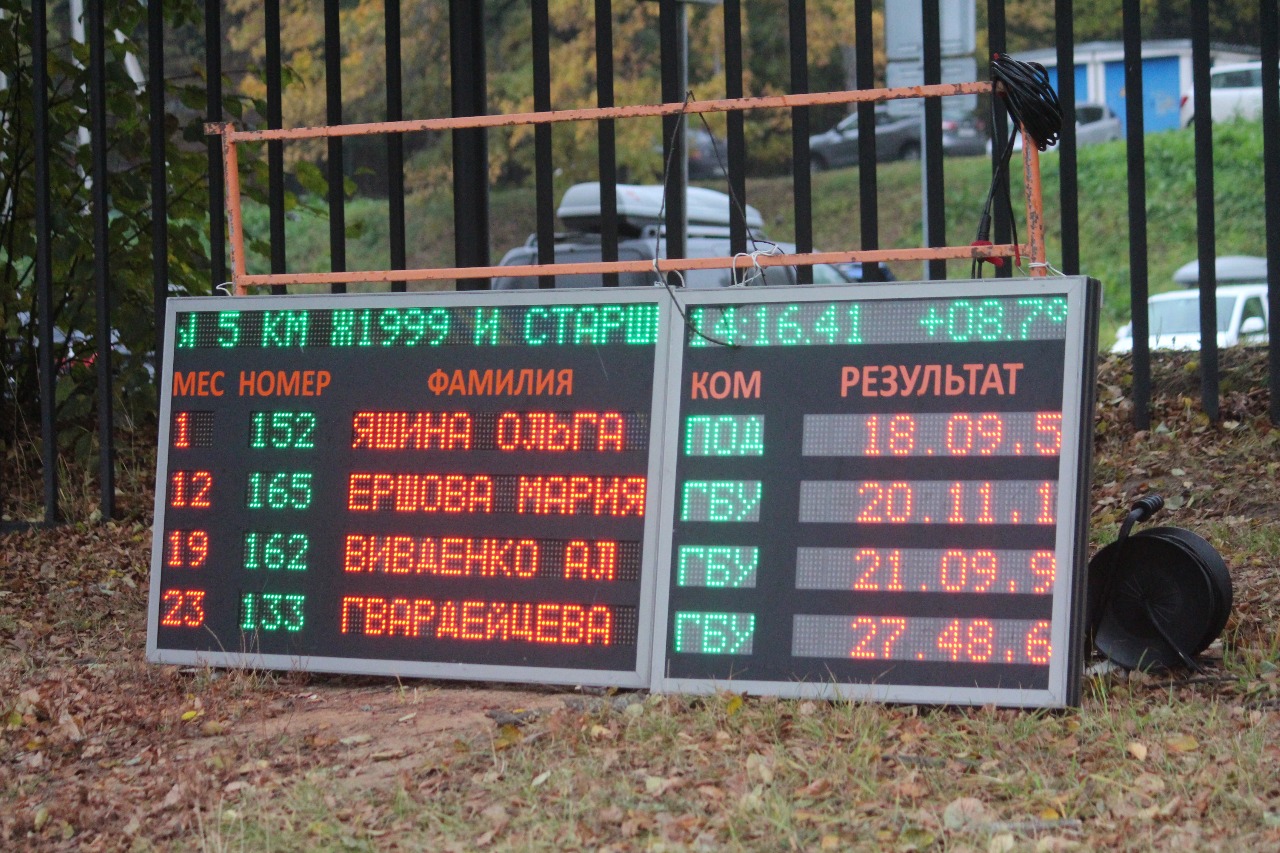 5 КМ Ж1999 И СТАРШ 14:16.41 +08.7°
МЕС НОМЕР ФАМИЛИЯ КОМ РЕЗУЛЬТАТ
1 152 ЯШИНА ОЛЬГА ПОД 18.09,5
12 165 ЕРШОВА МАРИЯ ГБУ 20.11,1
19 162 ВИВДЕНКО АЛ ГБУ 21.09,9
23 133 ГВАРДЕЙЦЕВА ГБУ 27.48,6